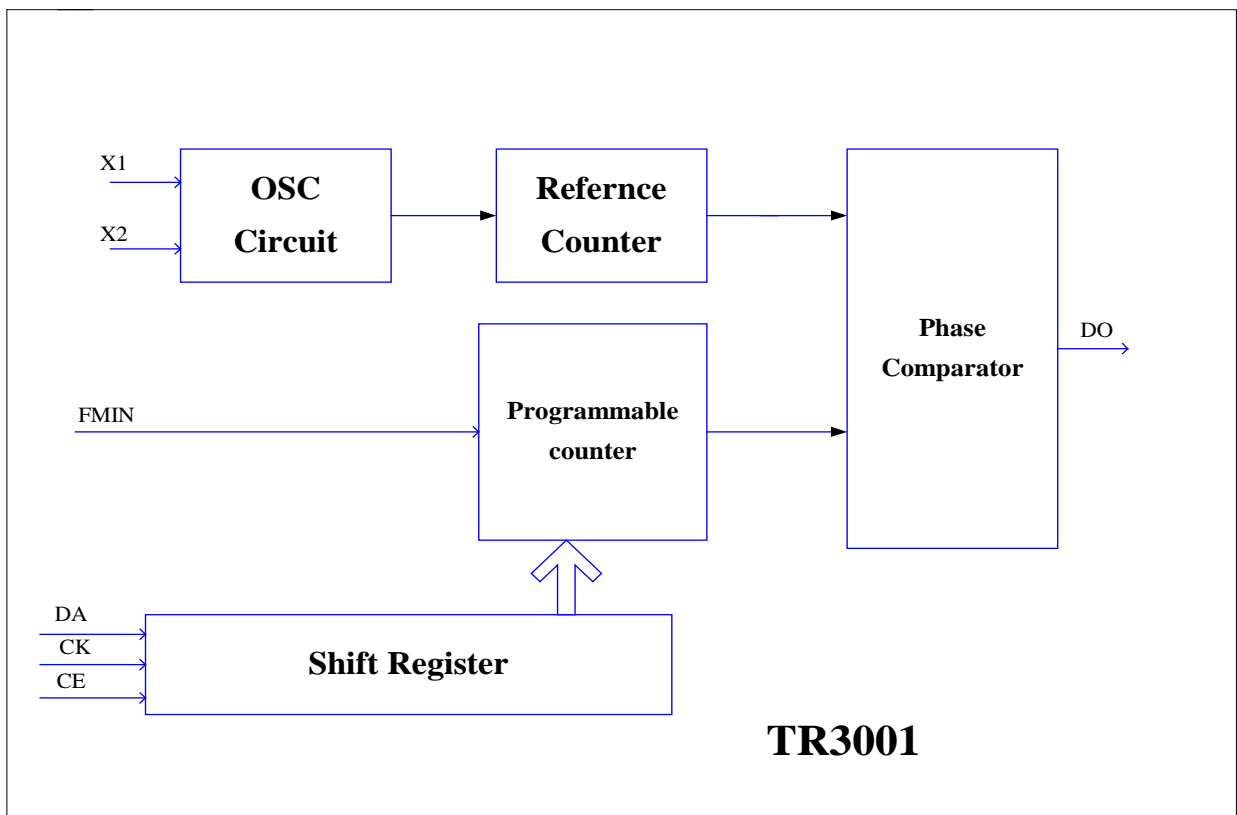 X1
X2
OSC
Circuit
Refernce
Counter
Phase
Comparator
DO
FMIN
Programmable
counter
DA
CK
CE
Shift Register
TR3001